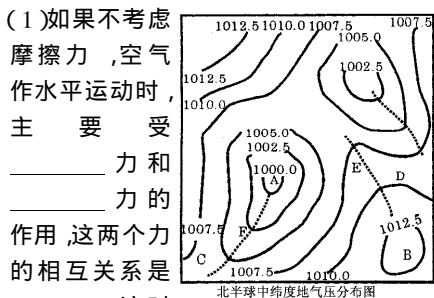 (1)如果不考虑
摩擦力 ,空气
作水平运动时,
主 要 受
________ 力和
________ 力的
作用 ,这两个力
的相互关系是
1012.5 1010.0 1007.5 1007.5
1005.0
1002.5
1012.5
1010.0
1005.0
1002.5
1000.0
A
E
D
F
1007.5
C
1012.5
B
1007.5
1010.0
北半球中纬度地气压分布图